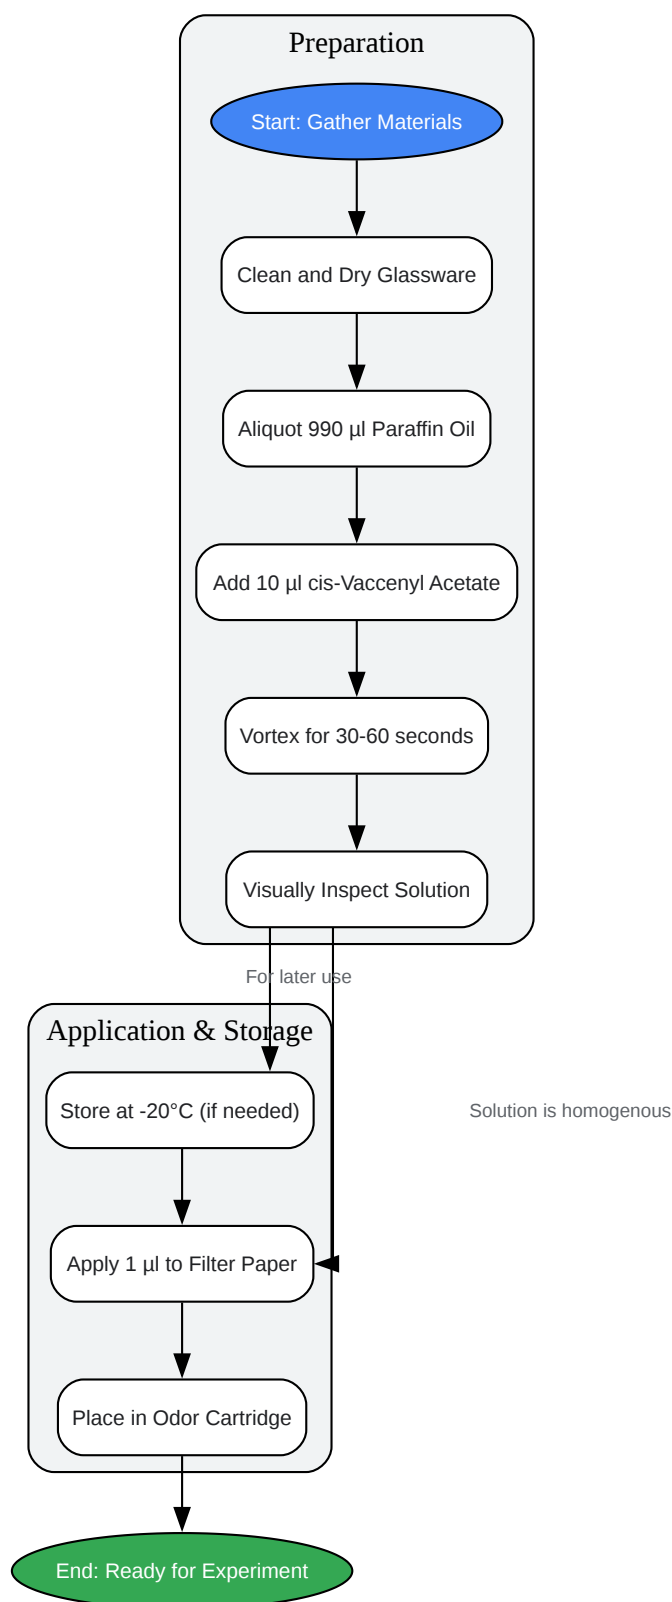 Preparation
Start: Gather Materials
Clean and Dry Glassware
Aliquot 990 µl Paraffin Oil
Add 10 µl cis-Vaccenyl Acetate
Vortex for 30-60 seconds
Visually Inspect Solution
For later use
Application & Storage
Store at -20°C (if needed)
Solution is homogenous
Apply 1 µl to Filter Paper
Place in Odor Cartridge
End: Ready for Experiment